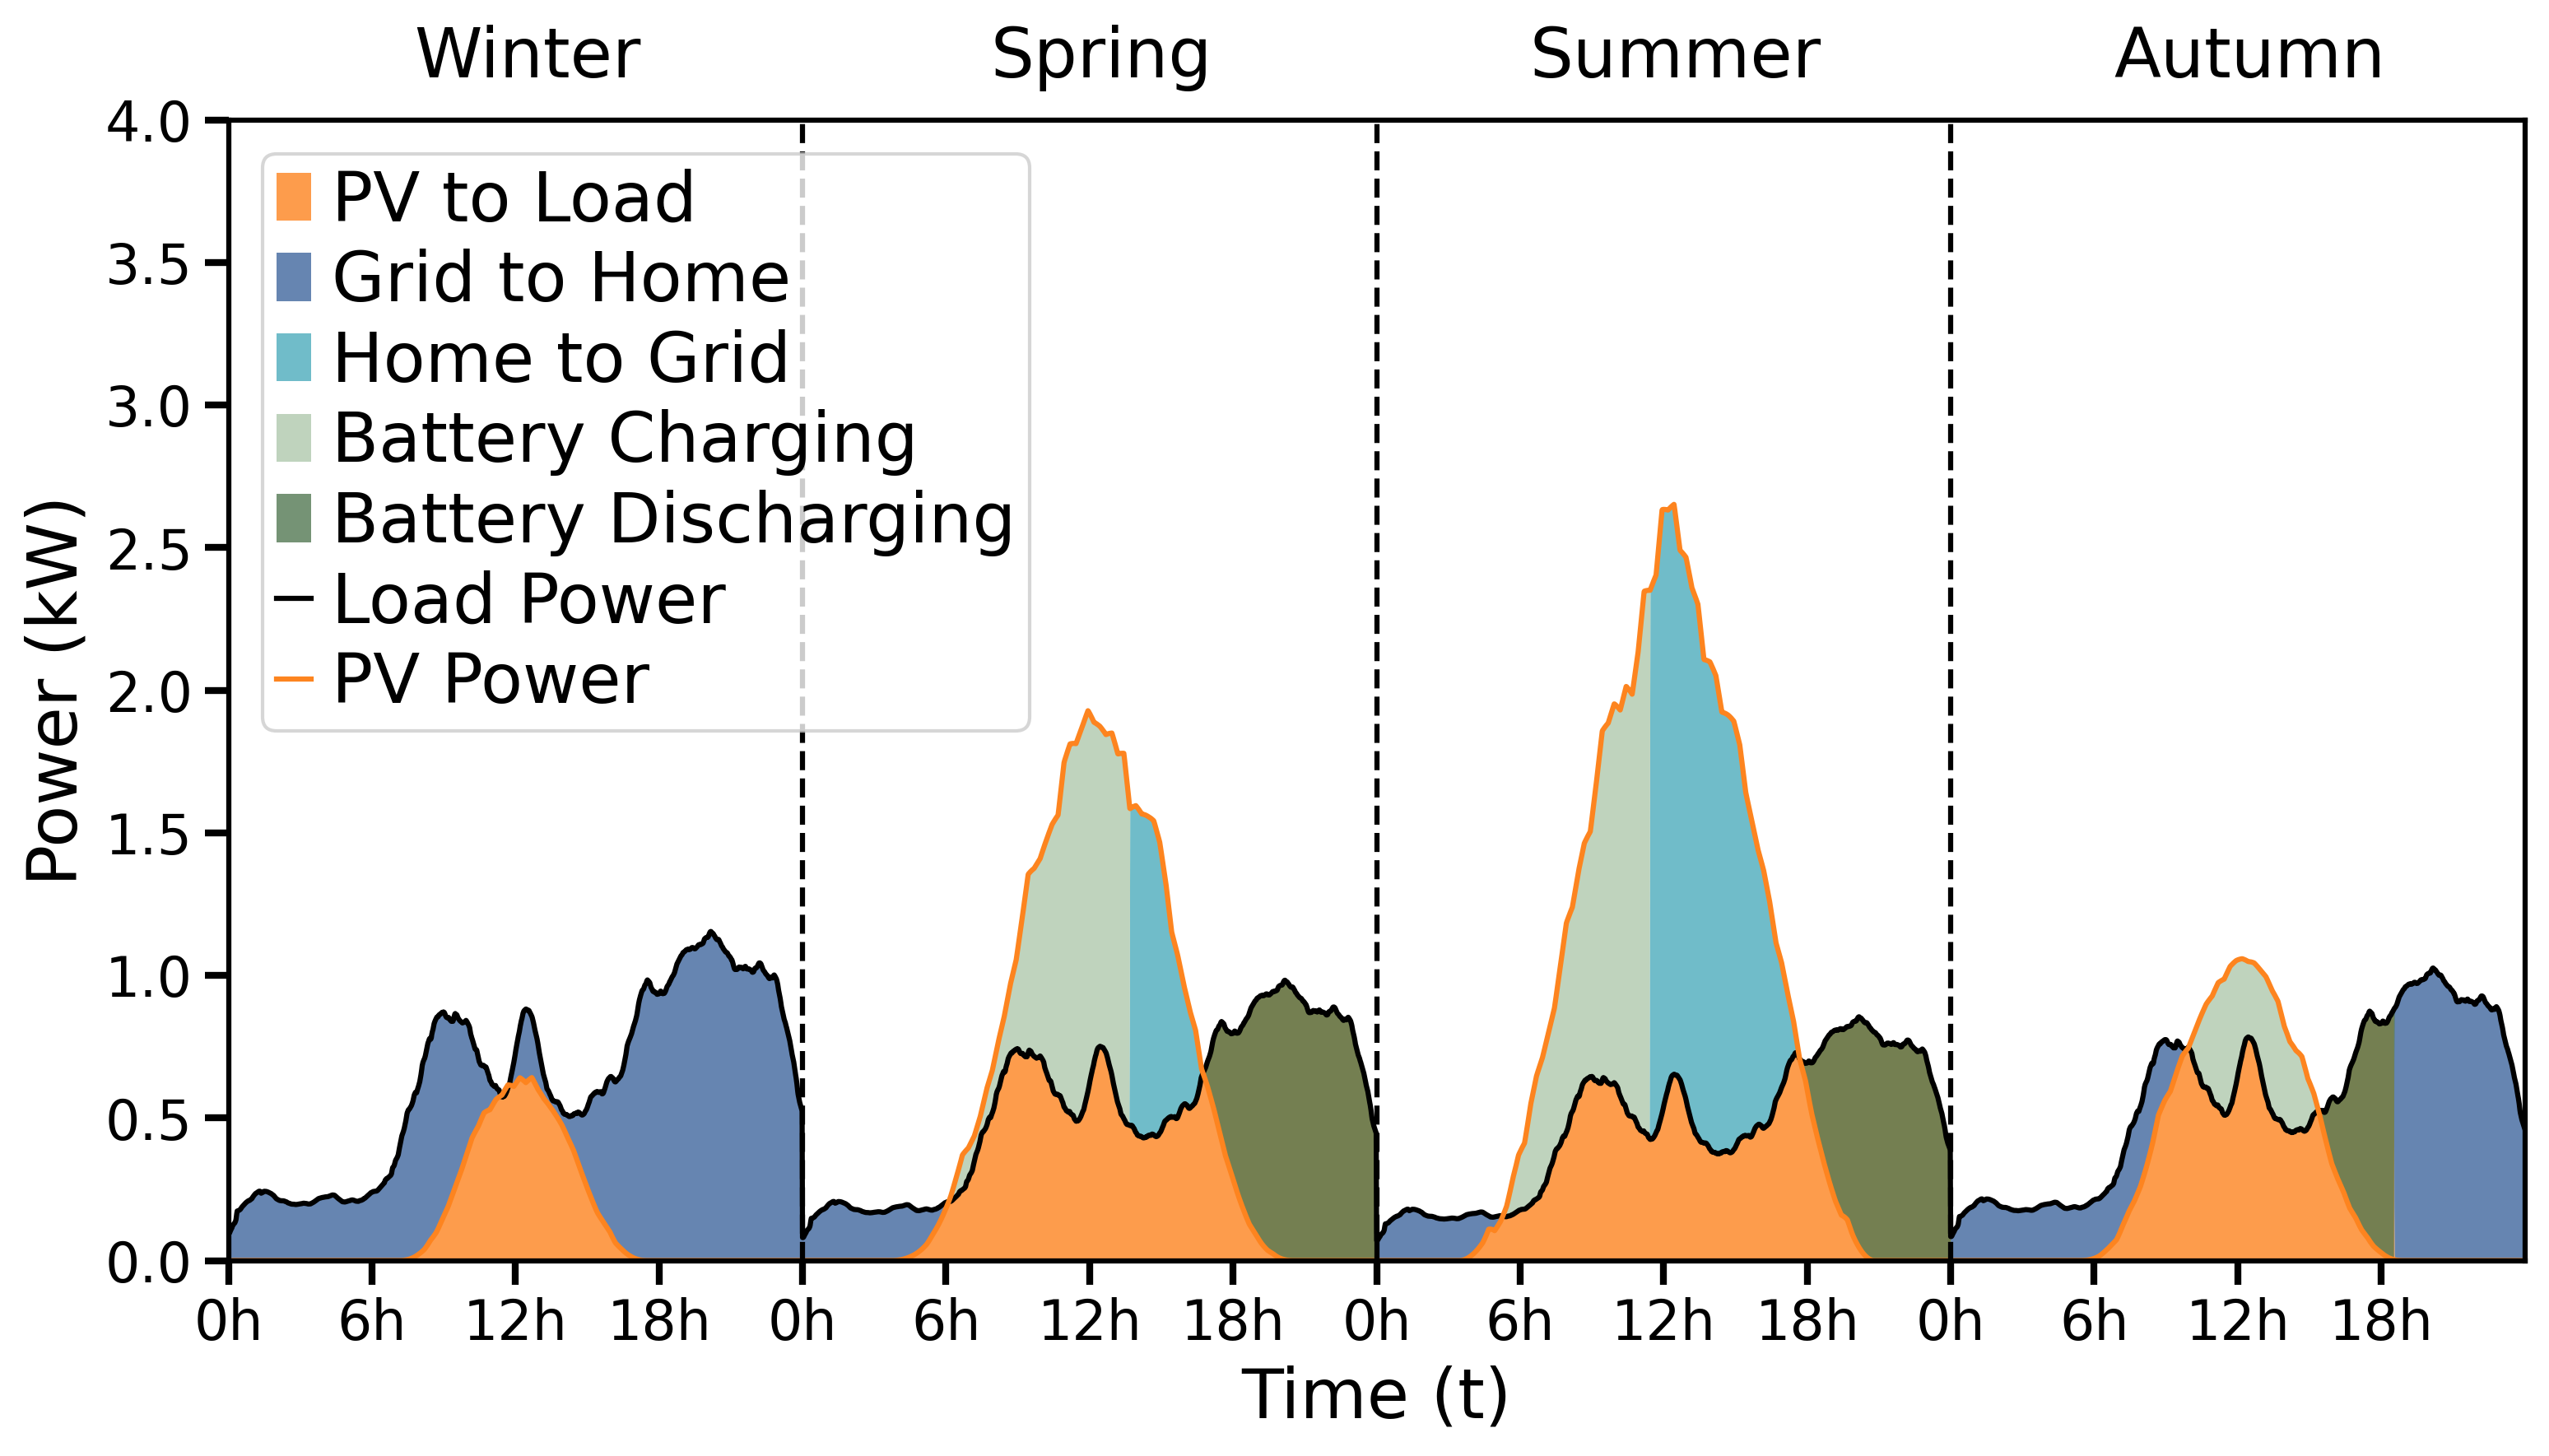 Winter Spring Summer Autumn
4.0
3.5
3.0
2.5
2.0
1.5
1.0
0.5
0.0
Power (kW)
PV to Load
Grid to Home
Home to Grid
Battery Charging
Battery Discharging
Load Power
PV Power
0h 6h 12h 18h 0h 6h 12h 18h 0h 6h 12h 18h 0h 6h 12h 18h
Time (t)